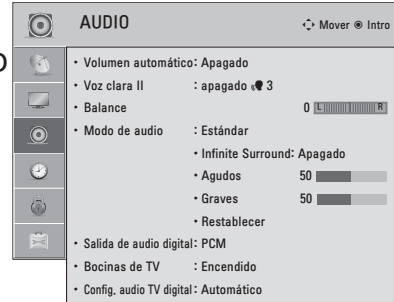 AUDIO
Mover Intro
O
• Volumen automático: Apagado
• Voz clara II : apagado 3
• Balance 0 L R
• Modo de audio : Estándar
• Infinite Surround: Apagado
• Agudos 50
• Graves 50
• Restablecer
• Salida de audio digital: PCM
• Bocinas de TV : Encendido
• Config. audio TV digital: Automático